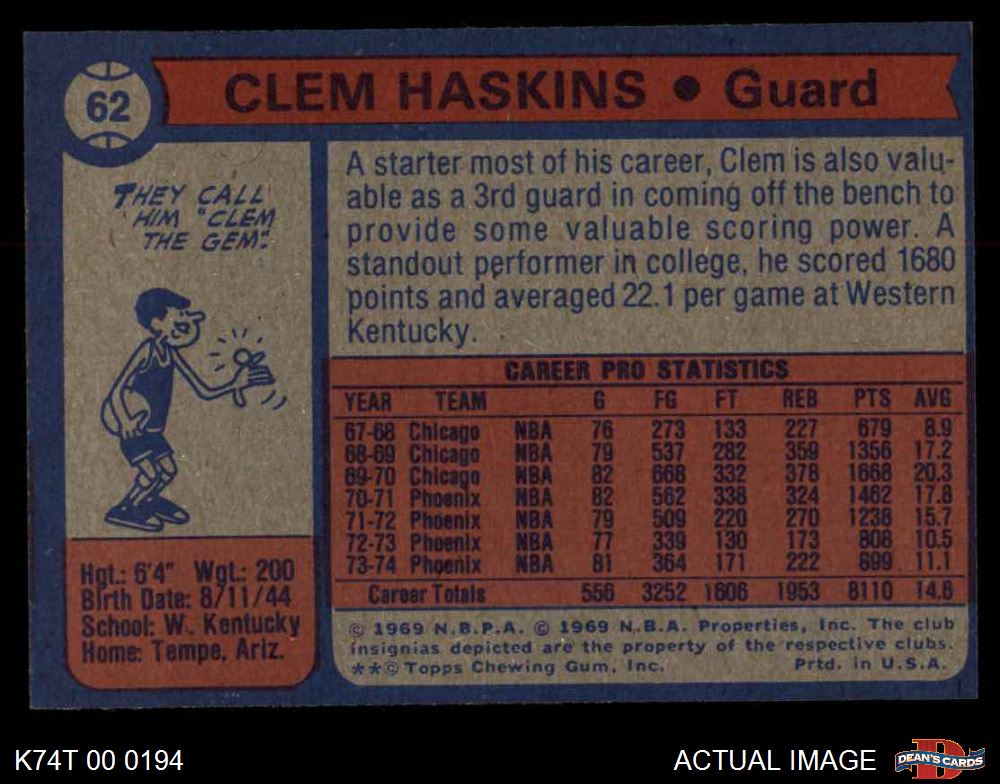 62
CLEM HASKINS ● Guard
THEY CALL
HIM "CLEM
THE GEM".
A starter most of his career, Clem is also valu-
able as a 3rd guard in coming off the bench to
provide some valuable scoring power. A
standout performer in college, he scored 1680
points and averaged 22.1 per game at Western
Kentucky.
CAREER PRO STATISTICS
YEAR TEAM G FG FT REB PTS AVG
67-68 Chicago NBA 76 273 133 227 679 8.9
68-69 Chicago NBA 79 537 282 359 1356 17.2
69-70 Chicago NBA 82 668 332 378 1668 20.3
70-71 Phoenix NBA 82 562 338 324 1462 17.8
71-72 Phoenix NBA 79 509 220 270 1238 15.7
72-73 Phoenix NBA 77 339 130 173 808 10.5
73-74 Phoenix NBA 81 364 171 222 899 11.1
Career Totals 556 3252 1606 1953 8110 14.6
Hgt.: 6'4" Wgt.: 200
Birth Date: 8/11/44
School: W. Kentucky
Home: Tempe, Ariz.
© 1969 N.B.P.A. © 1969 N.B.A. Properties, Inc. The club
insignias depicted are the property of the respective clubs.
**© Topps Chewing Gum, Inc. Prtd. in U.S.A.
K74T 00 0194
ACTUAL IMAGE
D
DEAN'S CARDS